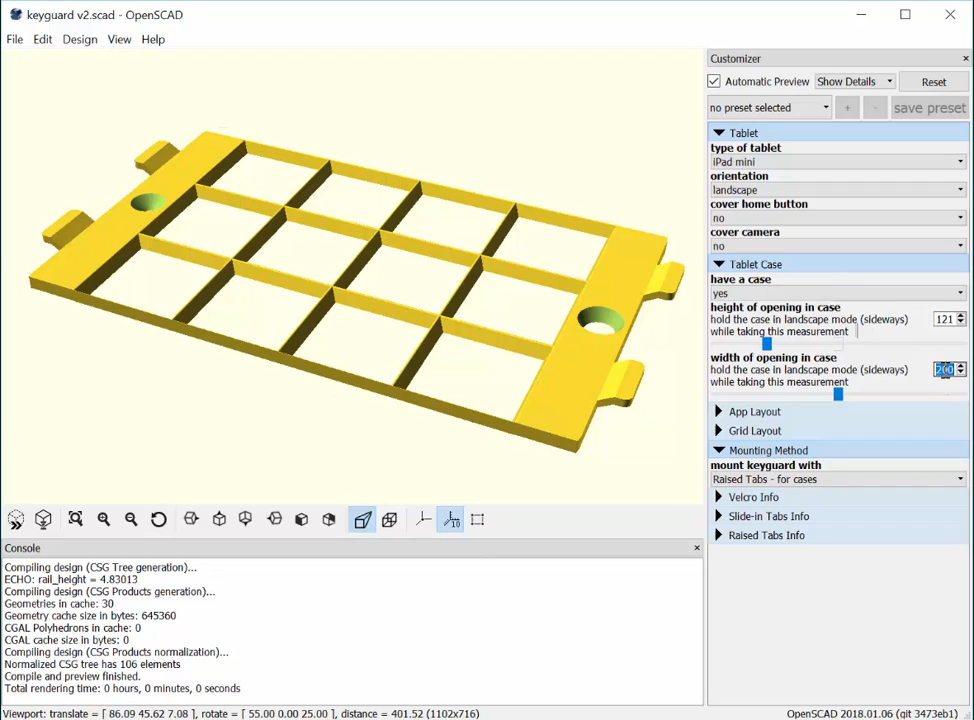 keyguard v2.scad - OpenSCAD
File Edit Design View Help
Customizer
Automatic Preview Show Details Reset
no preset selected + - save preset
Tablet
type of tablet
iPad mini
orientation
landscape
cover home button
no
cover camera
no
Tablet Case
have a case
yes
height of opening in case
hold the case in landscape mode (sideways) 121
while taking this measurement
width of opening in case
hold the case in landscape mode (sideways) 200
while taking this measurement
App Layout
Grid Layout
Mounting Method
mount keyguard with
Raised Tabs - for cases
Velcro Info
Slide-in Tabs Info
Raised Tabs Info
10
Console
Compiling design (CSG Tree generation)...
ECHO: rail_height = 4.83013
Compiling design (CSG Products generation)...
Geometries in cache: 30
Geometry cache size in bytes: 645360
CGAL Polyhedrons in cache: 0
CGAL cache size in bytes: 0
Compiling design (CSG Products normalization)...
Normalized CSG tree has 106 elements
Compile and preview finished.
Total rendering time: 0 hours, 0 minutes, 0 seconds
Viewport: translate = [ 86.09 45.62 7.08 ], rotate = [ 55.00 0.00 25.00 ], distance = 401.52 (1102x716)
OpenSCAD 2018.01.06 (git 3473eb1)